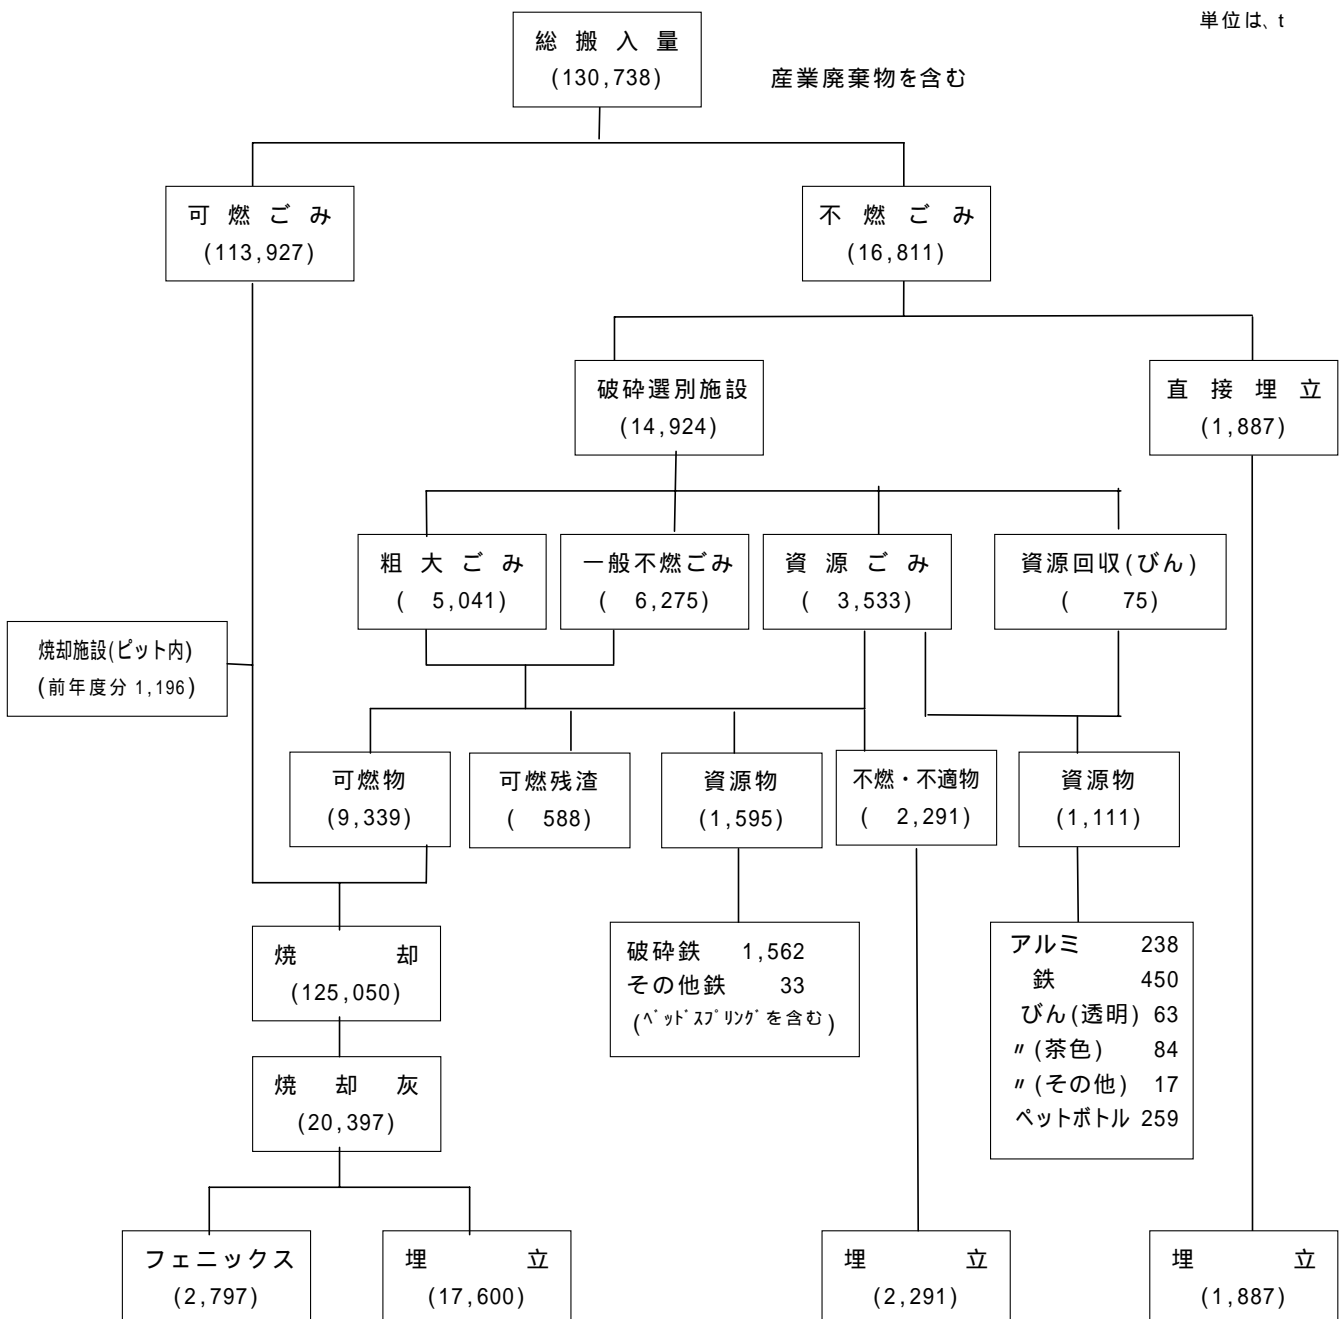 単位は、t
総搬入量
(130,738)
産業廃棄物を含む
可燃ごみ
(113,927)
不燃ごみ
(16,811)
破砕選別施設
(14,924)
直接埋立
(1,887)
粗大ごみ
( 5,041)
一般不燃ごみ
( 6,275)
資源ごみ
( 3,533)
資源回収(びん)
( 75)
焼却施設(ピット内)
(前年度分 1,196)
可燃物
(9,339)
可燃残渣
( 588)
資源物
(1,595)
不燃・不適物
( 2,291)
資源物
(1,111)
焼却
(125,050)
破砕鉄 1,562
その他鉄 33
(ﾍﾞｯﾄﾞｽﾌﾟﾘﾝｸﾞを含む)
アルミ 238
鉄 450
びん(透明) 63
〃(茶色) 84
〃(その他) 17
ペットボトル 259
焼却灰
(20,397)
フェニックス
(2,797)
埋立
(17,600)
埋立
(2,291)
埋立
(1,887)